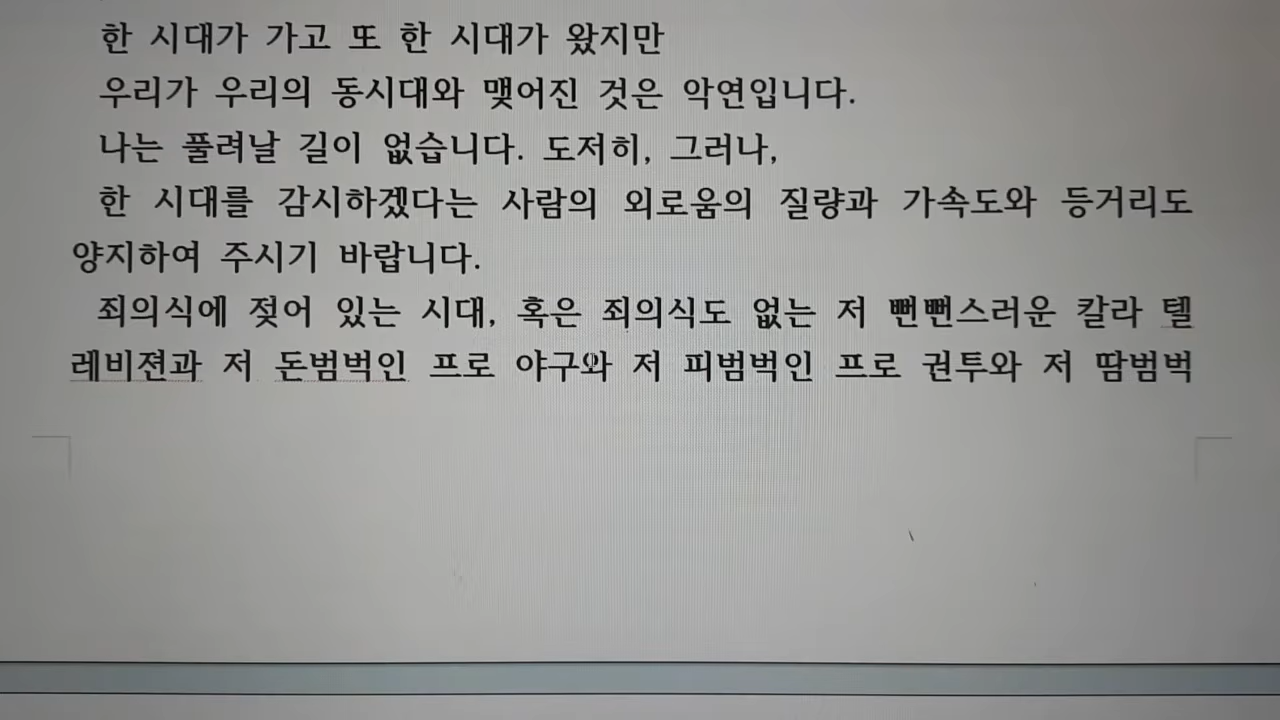 한 시대가 가고 또 한 시대가 왔지만
우리가 우리의 동시대와 맺어진 것은 악연입니다.
나는 풀려날 길이 없습니다. 도저히, 그러나,
한 시대를 감시하겠다는 사람의 외로움의 질량과 가속도와 등거리도
양지하여 주시기 바랍니다.
죄의식에 젖어 있는 시대, 혹은 죄의식도 없는 저 뻔뻔스러운 칼라 텔
레비젼과 저 돈범벅인 프로 야구와 저 피범벅인 프로 권투와 저 땀범벅